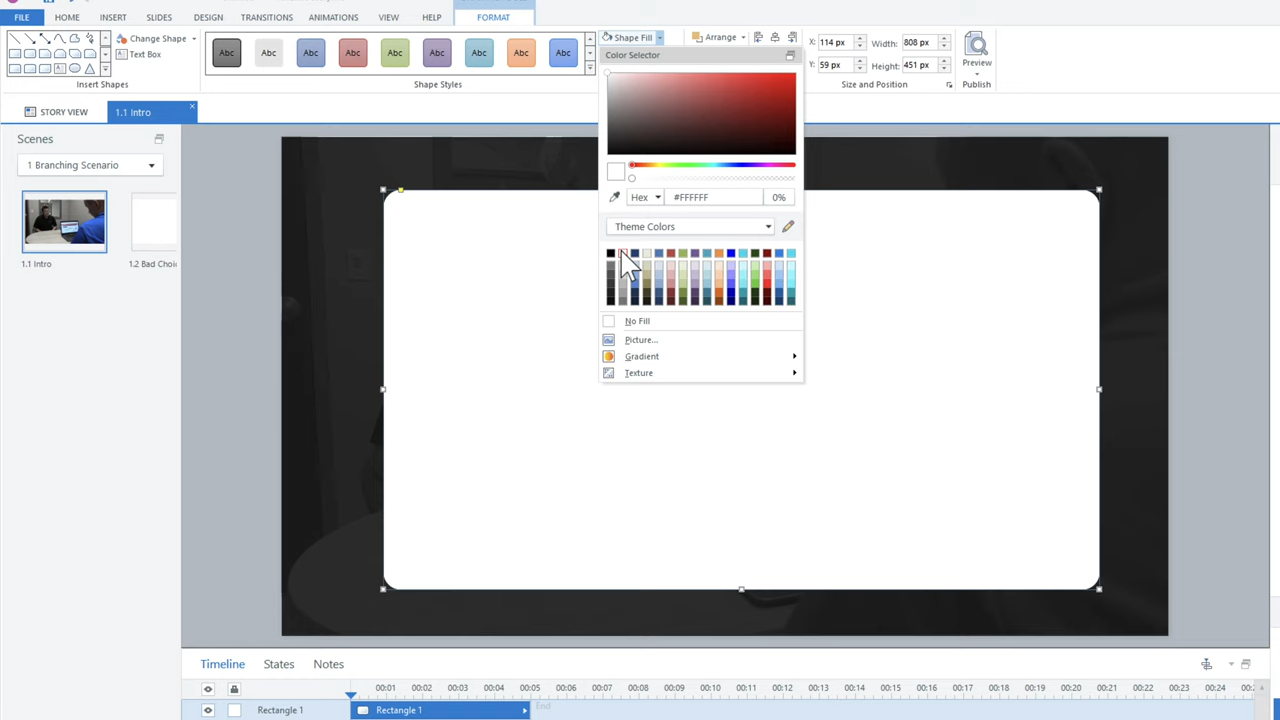 FILE HOME INSERT SLIDES DESIGN TRANSITIONS ANIMATIONS VIEW HELP FORMAT
Change Shape
Text Box
Insert Shapes
Abc Abc Abc Abc Abc Abc Abc Abc
Shape Styles
Shape Fill
Arrange
X: 114 px Width: 808 px
Y: 59 px Height: 451 px
Size and Position
Preview
Publish
STORY VIEW 1.1 Intro
Scenes
1 Branching Scenario
1.1 Intro 1.2 Bad Choi
Color Selector
Hex #FFFFFF 0%
Theme Colors
No Fill
Picture...
Gradient
Texture
Timeline States Notes
00:01 00:02 00:03 00:04 00:05 00:06 00:07 00:08 00:09 00:10 00:11 00:12 00:13 00:14 00:15 00:16 00:17 00:18 00:19 00:20 00:21 00:22 00:23 00:24
Rectangle 1 Rectangle 1 End